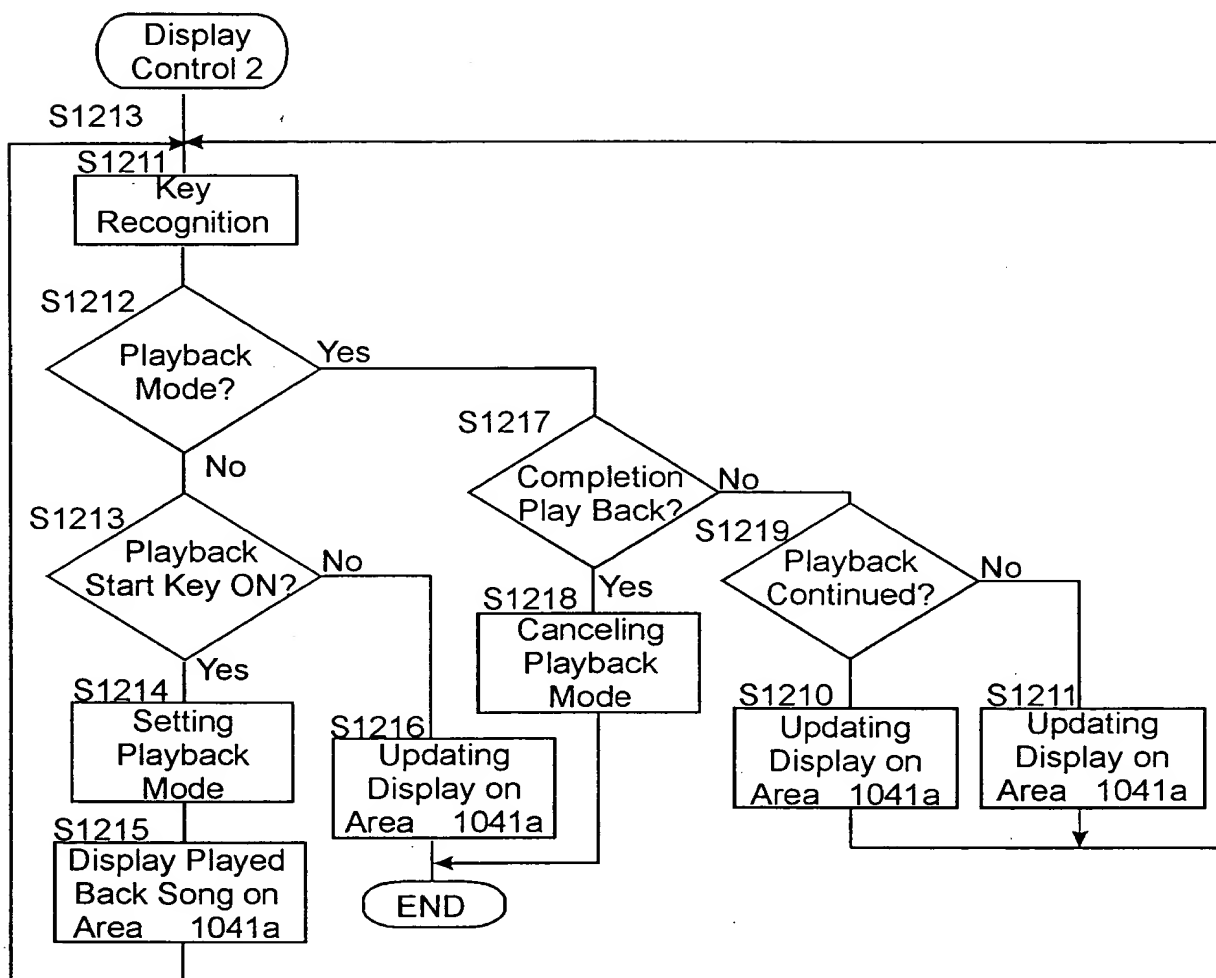 Display
Control 2
S1213
S1211
Key
Recognition
S1212
Playback
Mode?
Yes
No
S1213
Playback
Start Key ON?
No
Yes
S1214
Setting
Playback
Mode
S1215
Display Played
Back Song on
Area 1041a
S1216
Updating
Display on
Area 1041a
END
S1217
Completion
Play Back?
No
Yes
S1218
Canceling
Playback
Mode
S1219
Playback
Continued?
No
S1210
Updating
Display on
Area 1041a
S1211
Updating
Display on
Area 1041a